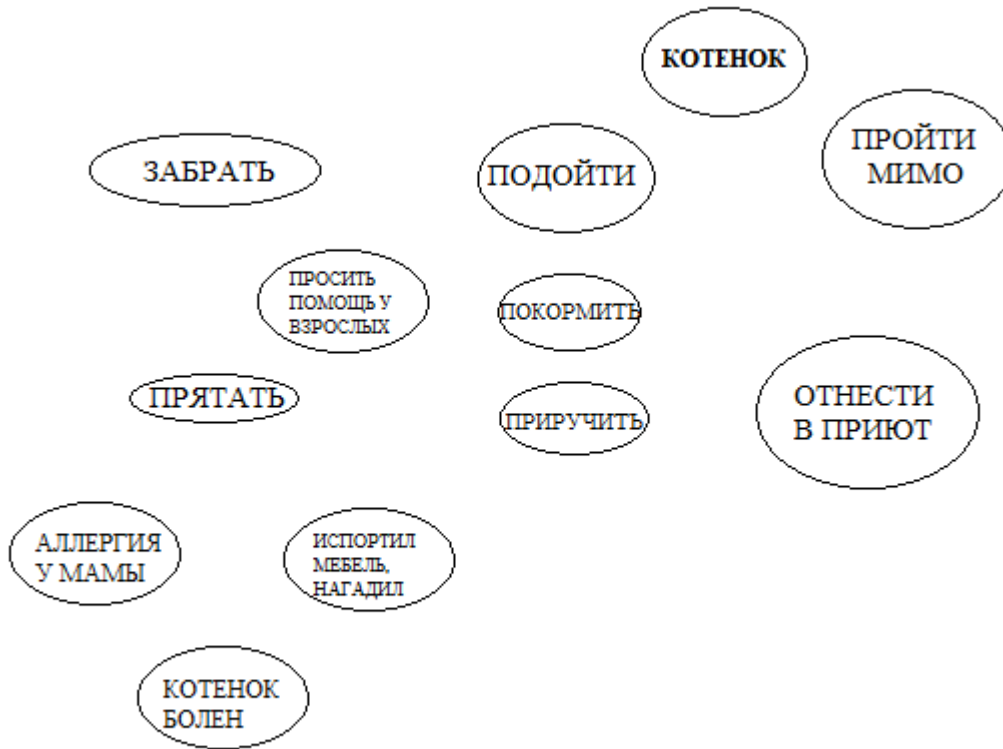 КОТЕНОК
ПРОЙТИ
МИМО
ЗАБРАТЬ
ПОДОЙТИ
ПРОСИТЬ
ПОМОЩЬ У
ВЗРОСЛЫХ
ПОКОРМИТЬ
ПРЯТАТЬ
ПРИРУЧИТЬ
ОТНЕСТИ
В ПРИЮТ
АЛЛЕРГИЯ
У МАМЫ
ИСПОРТИЛ
МЕБЕЛЬ,
НАГАДИЛ
КОТЕНОК
БОЛЕН